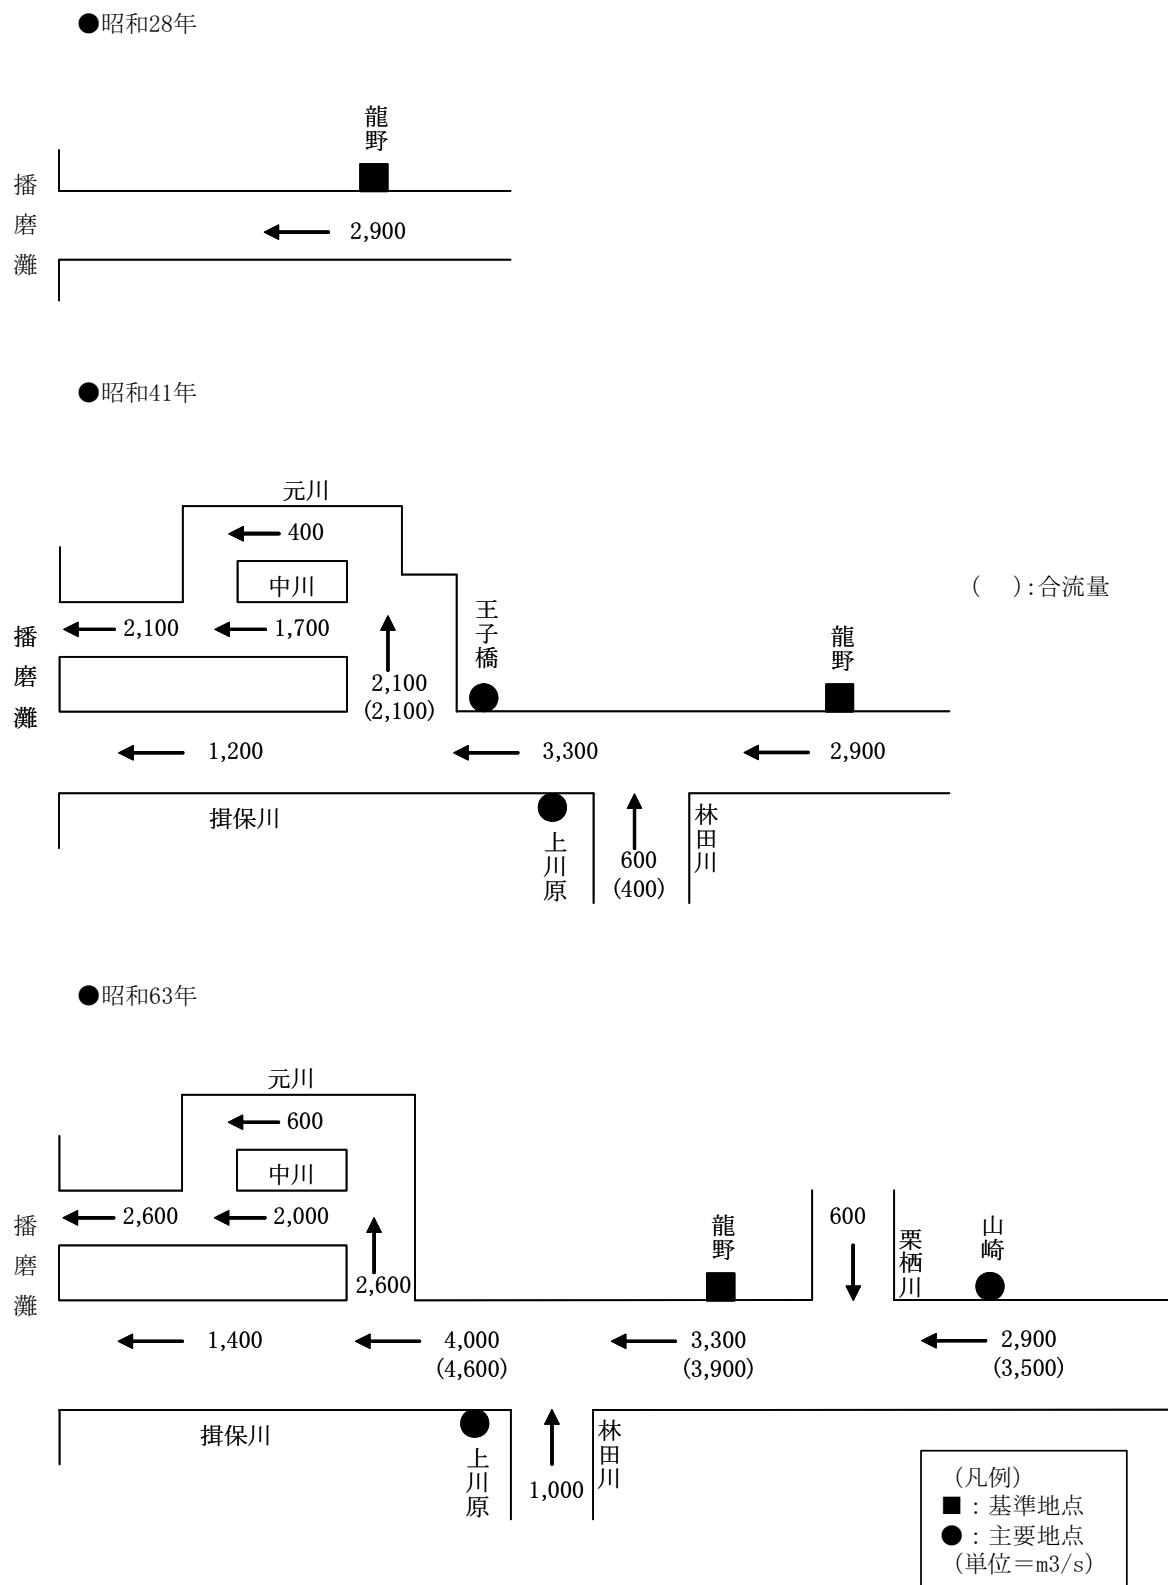 ●昭和28年
龍野
播磨灘
2,900
●昭和41年
元川
400
中川
( ):合流量
王子橋
龍野
播磨灘
2,100
1,700
2,100
(2,100)
1,200
3,300
2,900
揖保川
上川原
林田川
600
(400)
●昭和63年
元川
600
中川
播磨灘
2,600
2,000
2,600
龍野
600
栗栖川
山崎
1,400
4,000
(4,600)
3,300
(3,900)
2,900
(3,500)
揖保川
上川原
林田川
1,000
(凡例)
■:基準地点
●:主要地点
(単位=m3/s)